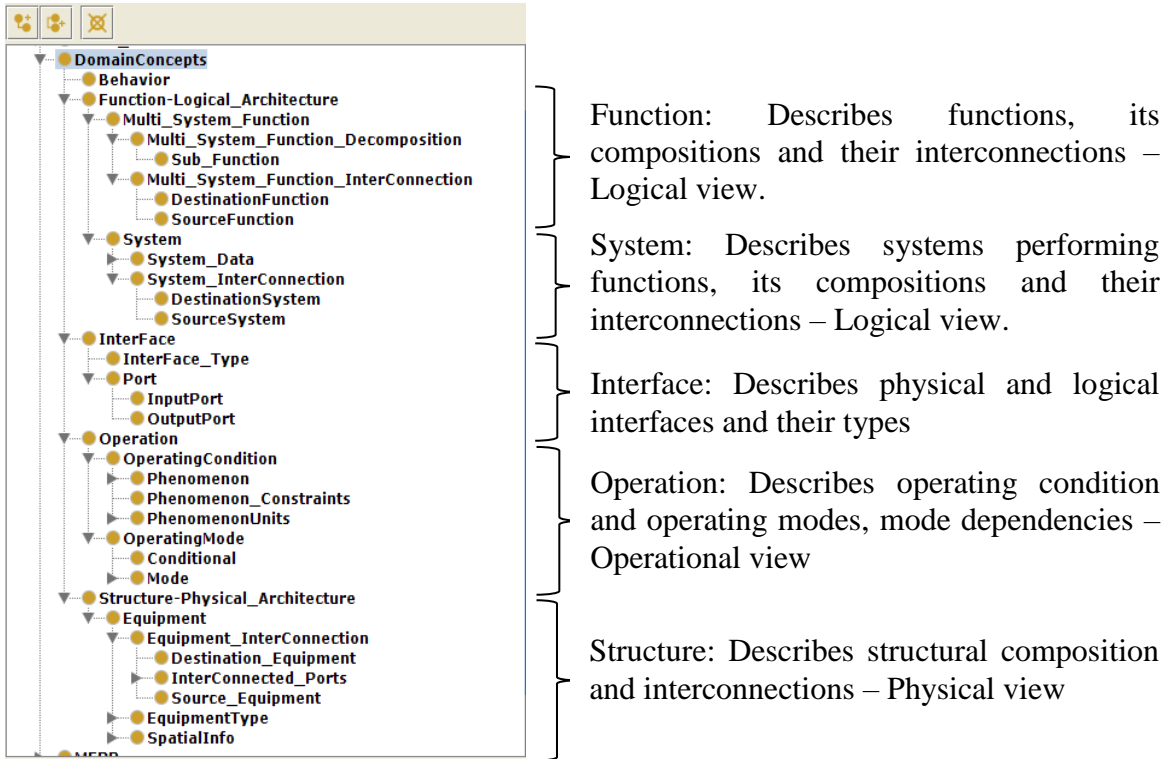 DomainConcepts
Behavior
Function-Logical_Architecture
Multi_System_Function
Multi_System_Function_Decomposition
Sub_Function
Multi_System_Function_InterConnection
DestinationFunction
SourceFunction
System
System_Data
System_InterConnection
DestinationSystem
SourceSystem
InterFace
InterFace_Type
Port
InputPort
OutputPort
Operation
OperatingCondition
Phenomenon
Phenomenon_Constraints
PhenomenonUnits
OperatingMode
Conditional
Mode
Structure-Physical_Architecture
Equipment
Equipment_InterConnection
Destination_Equipment
InterConnected_Ports
Source_Equipment
EquipmentType
SpatialInfo
Function: Describes functions, its
compositions and their interconnections –
Logical view.
System: Describes systems performing
functions, its compositions and their
interconnections – Logical view.
Interface: Describes physical and logical
interfaces and their types
Operation: Describes operating condition
and operating modes, mode dependencies –
Operational view
Structure: Describes structural composition
and interconnections – Physical view